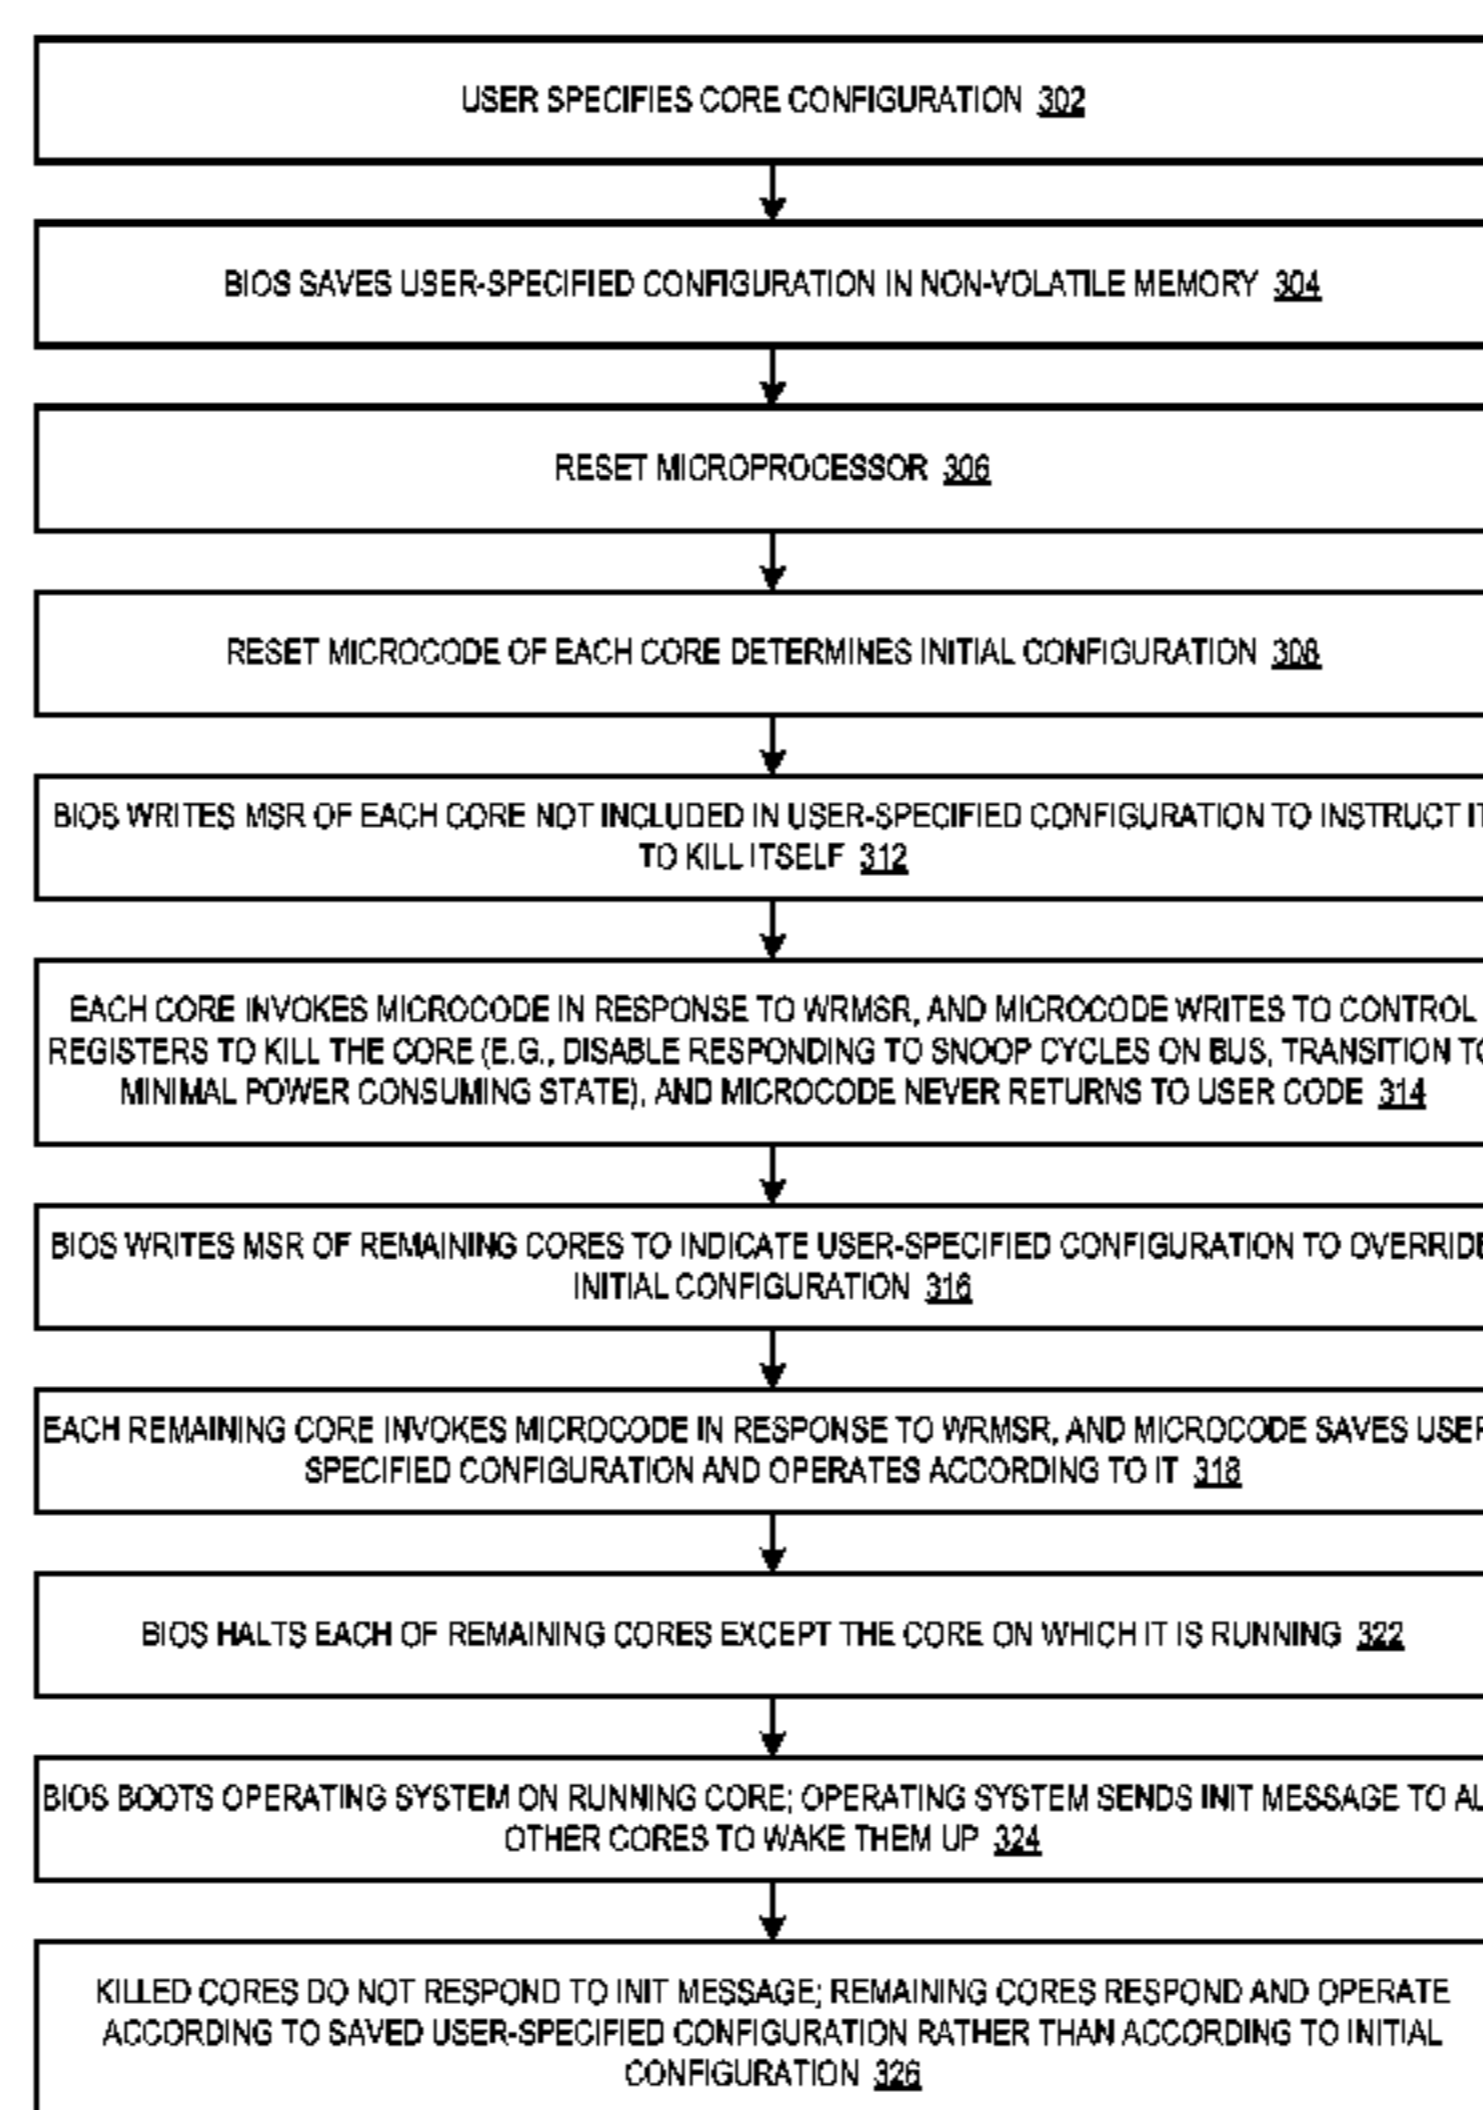 USER SPECIFIES CORE CONFIGURATION 302
BIOS SAVES USER-SPECIFIED CONFIGURATION IN NON-VOLATILE MEMORY 304
RESET MICROPROCESSOR 306
RESET MICROCODE OF EACH CORE DETERMINES INITIAL CONFIGURATION 308
BIOS WRITES MSR OF EACH CORE NOT INCLUDED IN USER-SPECIFIED CONFIGURATION TO INSTRUCT IT
TO KILL ITSELF 312
EACH CORE INVOKES MICROCODE IN RESPONSE TO WRMSR, AND MICROCODE WRITES TO CONTROL
REGISTERS TO KILL THE CORE (E.G., DISABLE RESPONDING TO SNOOP CYCLES ON BUS, TRANSITION TO
MINIMAL POWER CONSUMING STATE), AND MICROCODE NEVER RETURNS TO USER CODE 314
BIOS WRITES MSR OF REMAINING CORES TO INDICATE USER-SPECIFIED CONFIGURATION TO OVERRIDE
INITIAL CONFIGURATION 316
EACH REMAINING CORE INVOKES MICROCODE IN RESPONSE TO WRMSR, AND MICROCODE SAVES USER
SPECIFIED CONFIGURATION AND OPERATES ACCORDING TO IT 318
BIOS HALTS EACH OF REMAINING CORES EXCEPT THE CORE ON WHICH IT IS RUNNING 322
BIOS BOOTS OPERATING SYSTEM ON RUNNING CORE; OPERATING SYSTEM SENDS INIT MESSAGE TO
OTHER CORES TO WAKE THEM UP 324
KILLED CORES DO NOT RESPOND TO INIT MESSAGE; REMAINING CORES RESPOND AND OPERATE
ACCORDING TO SAVED USER-SPECIFIED CONFIGURATION RATHER THAN ACCORDING TO INITIAL
CONFIGURATION 326